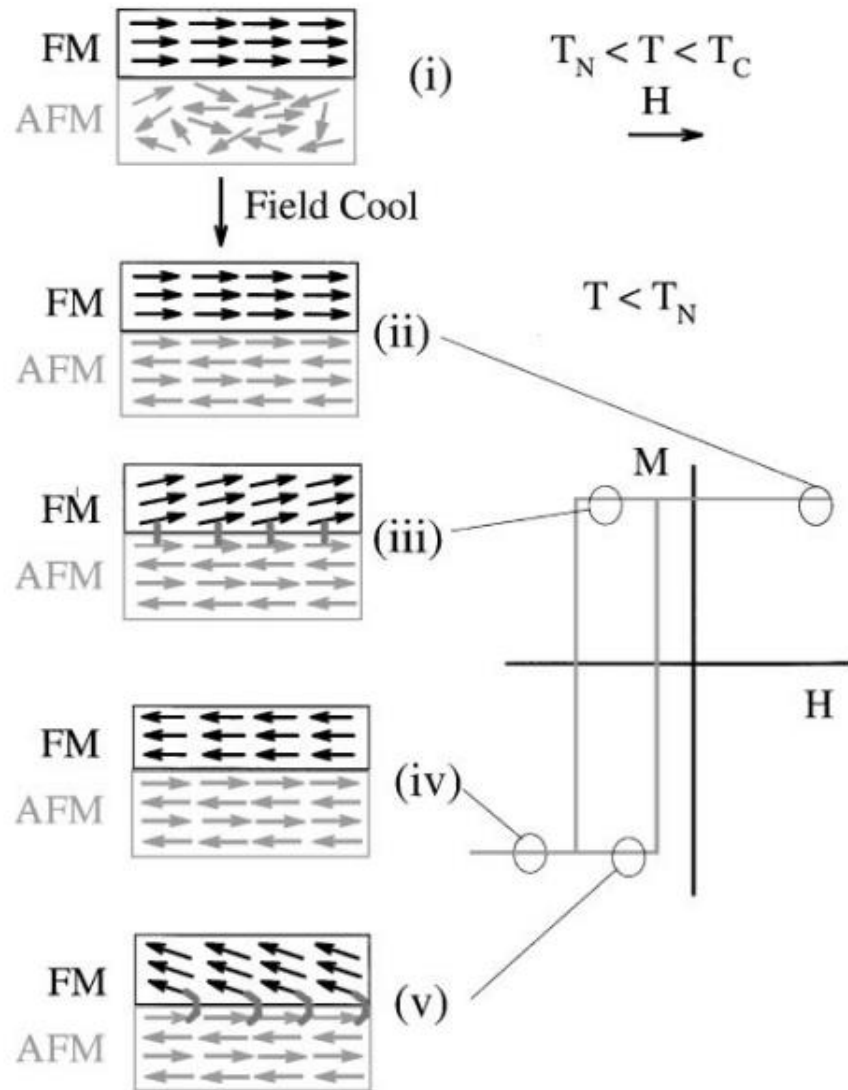 FM
AFM
(i)
T_N < T < T_C
H
Field Cool
FM
AFM
(ii)
T < T_N
FM
AFM
(iii)
M
H
FM
AFM
(iv)
FM
AFM
(v)